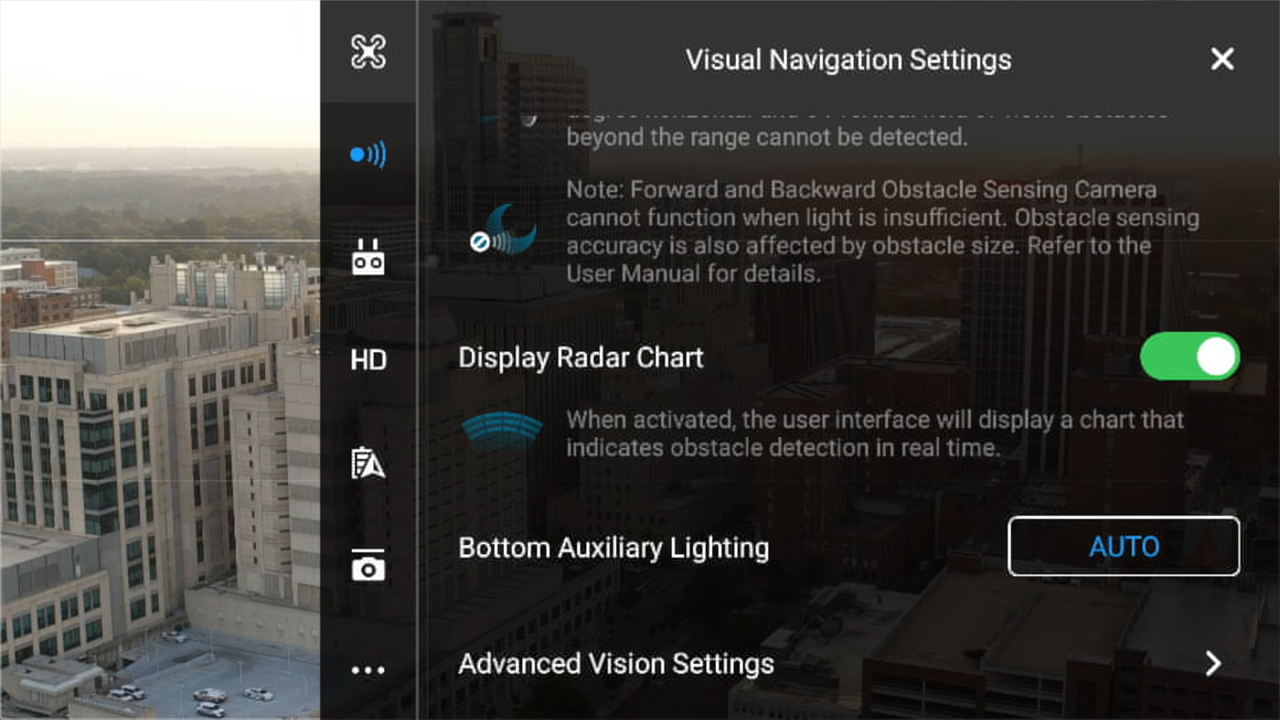 Visual Navigation Settings
beyond the range cannot be detected.
Note: Forward and Backward Obstacle Sensing Camera
cannot function when light is insufficient. Obstacle sensing
accuracy is also affected by obstacle size. Refer to the
User Manual for details.
HD
Display Radar Chart
When activated, the user interface will display a chart that
indicates obstacle detection in real time.
Bottom Auxiliary Lighting
AUTO
Advanced Vision Settings